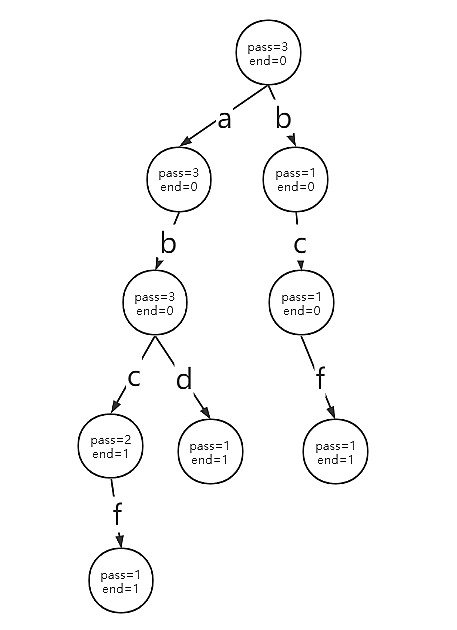 pass=3
end=0
a
b
pass=3
end=0
pass=1
end=0
b
c
pass=3
end=0
pass=1
end=0
c
d
f
pass=2
end=1
pass=1
end=1
pass=1
end=1
f
pass=1
end=1